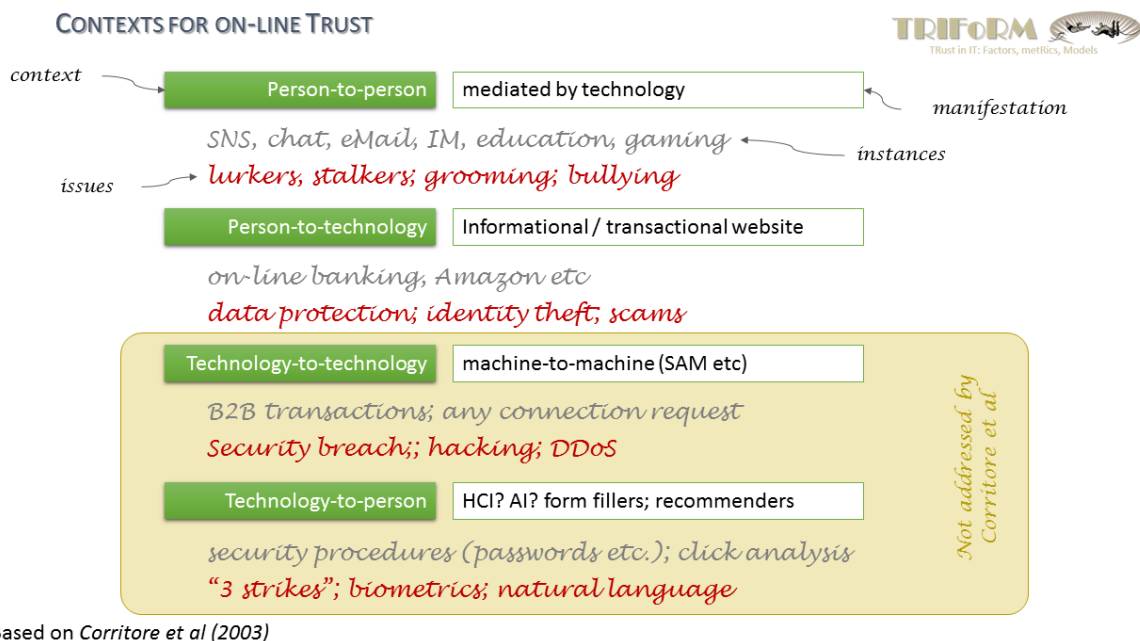 CONTEXTS FOR ON-LINE TRUST
TRIFoRM
TRust in IT: Factors, metRics, Models
context
Person-to-person
mediated by technology
manifestation
SNS, chat, eMail, IM, education, gaming
instances
issues
lurkers, stalkers; grooming; bullying
Person-to-technology
Informational / transactional website
on-line banking, Amazon etc
data protection; identity theft; scams
Technology-to-technology
machine-to-machine (SAM etc)
B2B transactions; any connection request
Security breach;; hacking; DDoS
Technology-to-person
HCI? AI? form fillers; recommenders
security procedures (passwords etc.); click analysis
“3 strikes”; biometrics; natural language
Not addressed by
Corritore et al
ased on Corritore et al (2003)